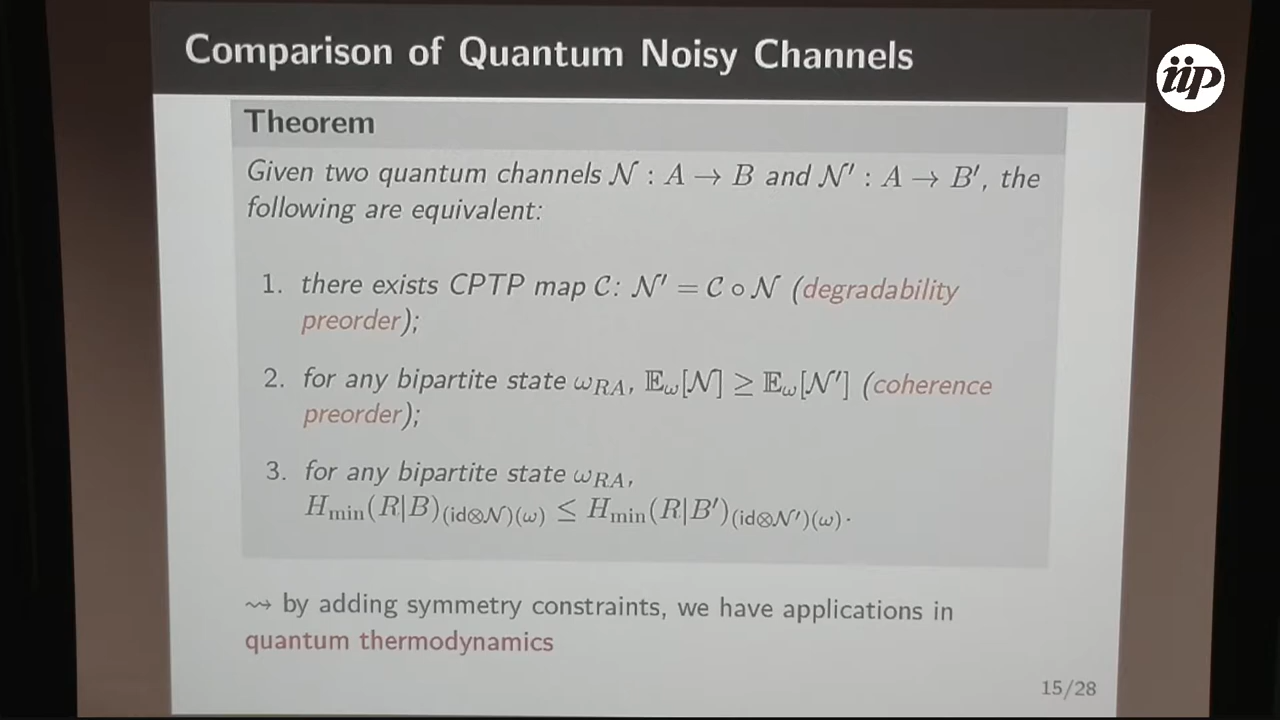 Comparison of Quantum Noisy Channels
iip
Theorem
Given two quantum channels 𝒩 : A → B and 𝒩′ : A → B′, the
following are equivalent:
1. there exists CPTP map 𝒞: 𝒩′ = 𝒞 ∘ 𝒩 (degradability
preorder);
2. for any bipartite state ω_RA, 𝔼_ω[𝒩] ≥ 𝔼_ω[𝒩′] (coherence
preorder);
3. for any bipartite state ω_RA,
H_min(R|B)_(id⊗𝒩)(ω) ≤ H_min(R|B′)_(id⊗𝒩′)(ω).
⇝ by adding symmetry constraints, we have applications in
quantum thermodynamics
15/28